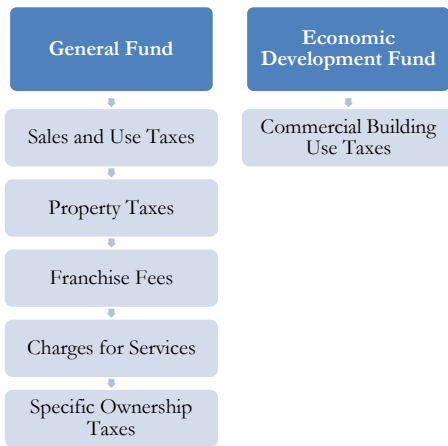 General Fund
Sales and Use Taxes
Property Taxes
Franchise Fees
Charges for Services
Specific Ownership
Taxes
Economic
Development Fund
Commercial Building
Use Taxes